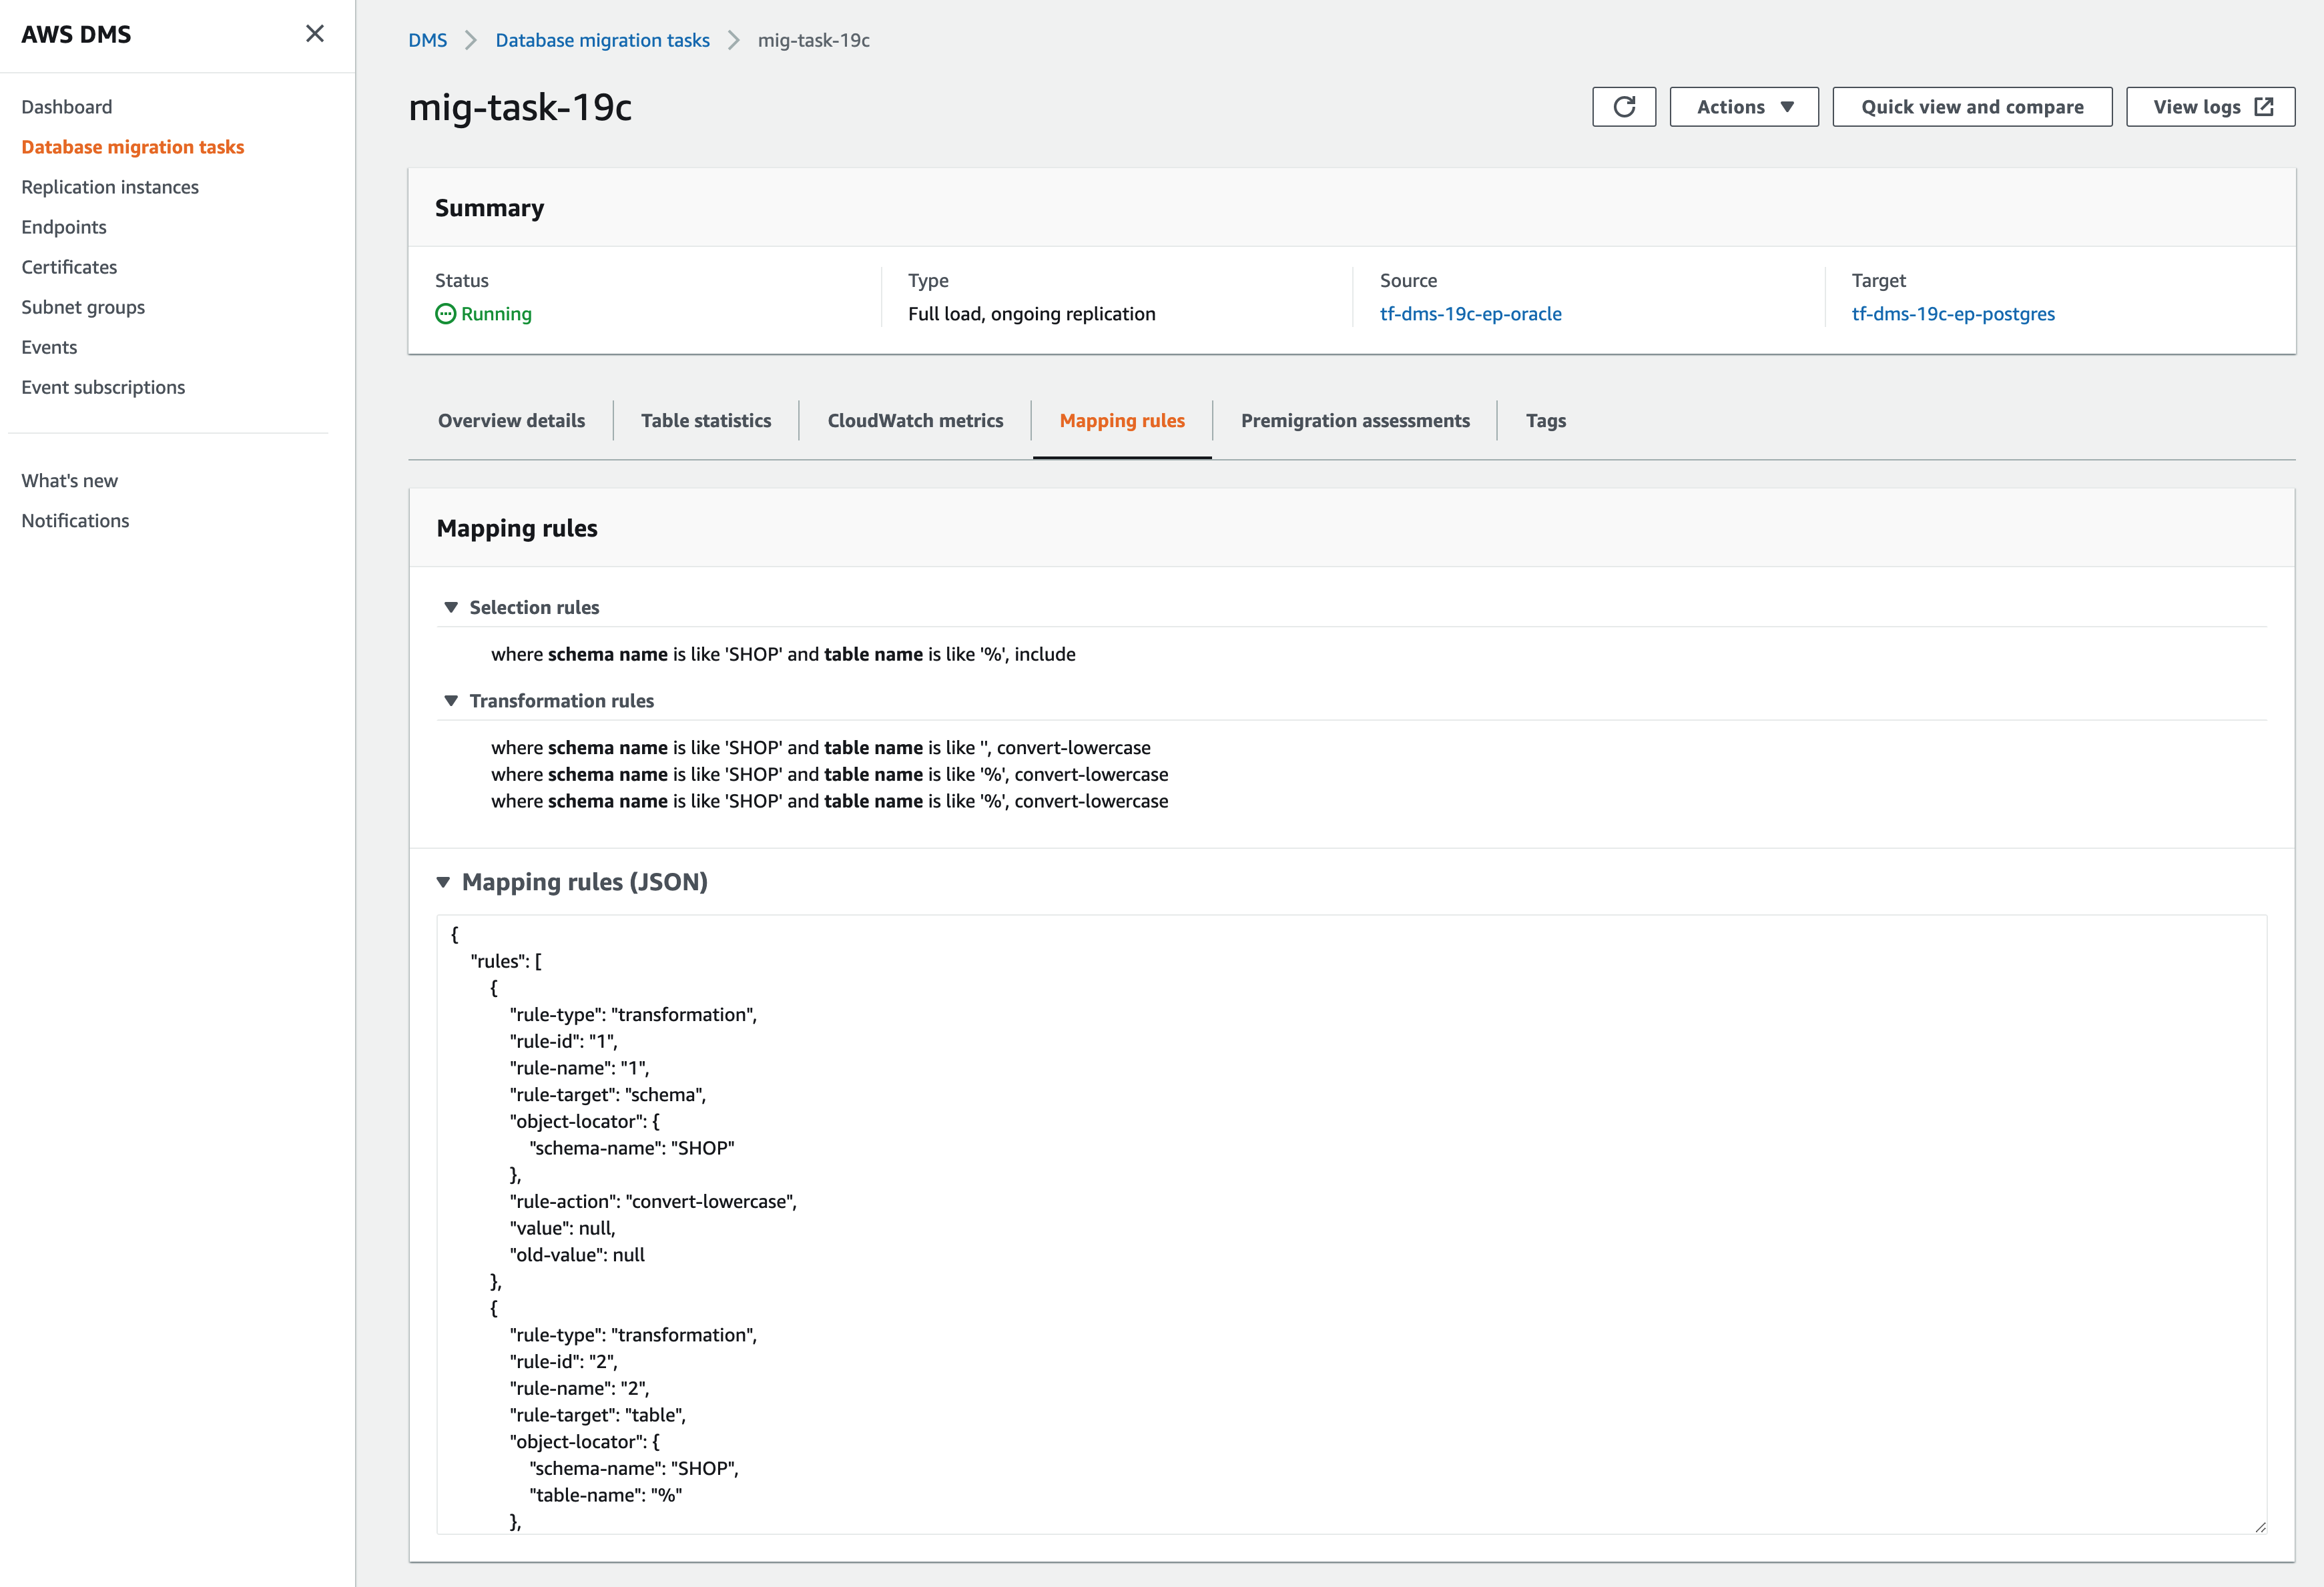 AWS DMS
Dashboard
Database migration tasks
Replication instances
Endpoints
Certificates
Subnet groups
Events
Event subscriptions
What's new
Notifications
DMS > Database migration tasks > mig-task-19c
mig-task-19c
Actions
Quick view and compare
View logs
Summary
Status
Running
Type
Full load, ongoing replication
Source
tf-dms-19c-ep-oracle
Target
tf-dms-19c-ep-postgres
Overview details
Table statistics
CloudWatch metrics
Mapping rules
Premigration assessments
Tags
Mapping rules
Selection rules
where schema name is like 'SHOP' and table name is like '%', include
Transformation rules
where schema name is like 'SHOP' and table name is like '', convert-lowercase
where schema name is like 'SHOP' and table name is like '%', convert-lowercase
where schema name is like 'SHOP' and table name is like '%', convert-lowercase
Mapping rules (JSON)
{
"rules": [
{
"rule-type": "transformation",
"rule-id": "1",
"rule-name": "1",
"rule-target": "schema",
"object-locator": {
"schema-name": "SHOP"
},
"rule-action": "convert-lowercase",
"value": null,
"old-value": null
},
{
"rule-type": "transformation",
"rule-id": "2",
"rule-name": "2",
"rule-target": "table",
"object-locator": {
"schema-name": "SHOP",
"table-name": "%"
},